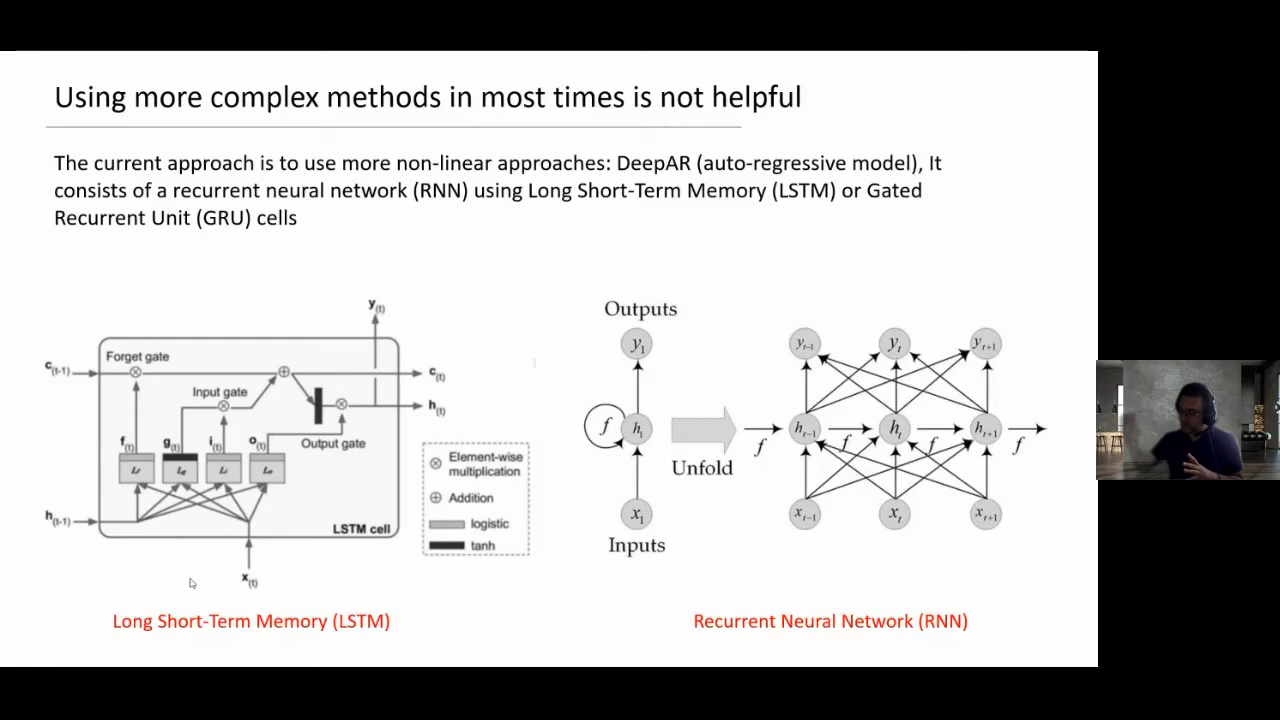 Using more complex methods in most times is not helpful
The current approach is to use more non-linear approaches: DeepAR (auto-regressive model), It
consists of a recurrent neural network (RNN) using Long Short-Term Memory (LSTM) or Gated
Recurrent Unit (GRU) cells
y(t)
Forget gate
c(t-1)
c(t)
Input gate
h(t)
f(t)
g(t)
i(t)
o(t)
Output gate
Lf
Lg
Li
Lo
h(t-1)
LSTM cell
x(t)
Element-wise
multiplication
Addition
logistic
tanh
Long Short-Term Memory (LSTM)
Outputs
y1
f
h1
x1
Inputs
Unfold
yt-1
yt
yt+1
f
ht-1
f
ht
f
ht+1
f
xt-1
xt
xt+1
Recurrent Neural Network (RNN)